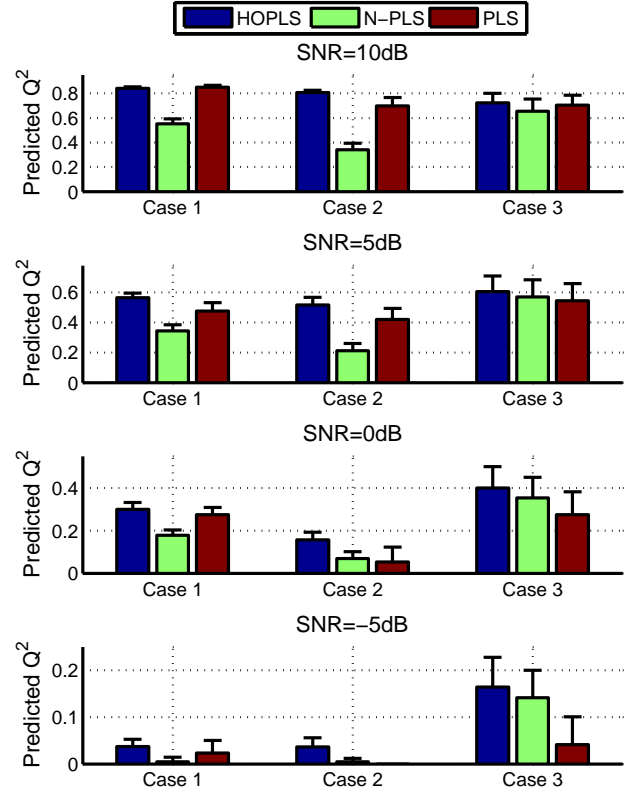 HOPLS N−PLS PLS
SNR=10dB
Predicted Q²
0.8
0.6
0.4
0.2
0
Case 1 Case 2 Case 3
SNR=5dB
Predicted Q²
0.6
0.4
0.2
0
Case 1 Case 2 Case 3
SNR=0dB
Predicted Q²
0.4
0.2
0
Case 1 Case 2 Case 3
SNR=−5dB
Predicted Q²
0.2
0.1
0
Case 1 Case 2 Case 3